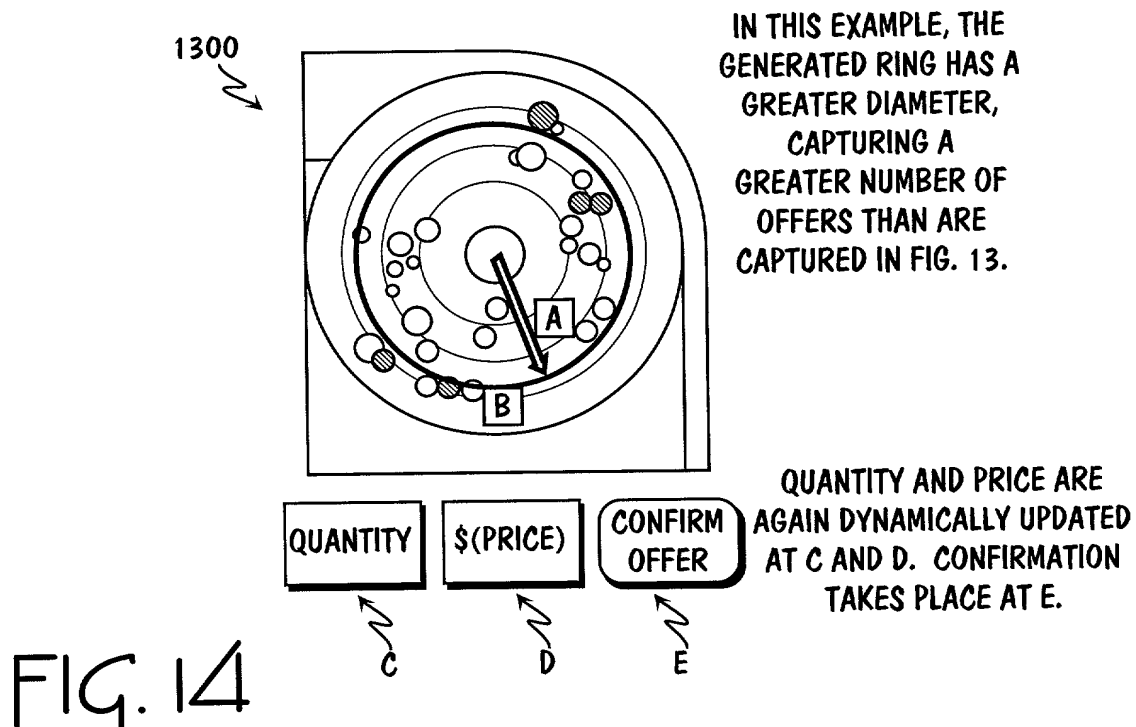 1300
IN THIS EXAMPLE, THE
GENERATED RING HAS A
GREATER DIAMETER,
CAPTURING A
GREATER NUMBER OF
OFFERS THAN ARE
CAPTURED IN FIG. 13.
A
B
QUANTITY
$(PRICE)
CONFIRM
OFFER
QUANTITY AND PRICE ARE
AGAIN DYNAMICALLY UPDATED
AT C AND D. CONFIRMATION
TAKES PLACE AT E.
C
D
E
FIG. 14